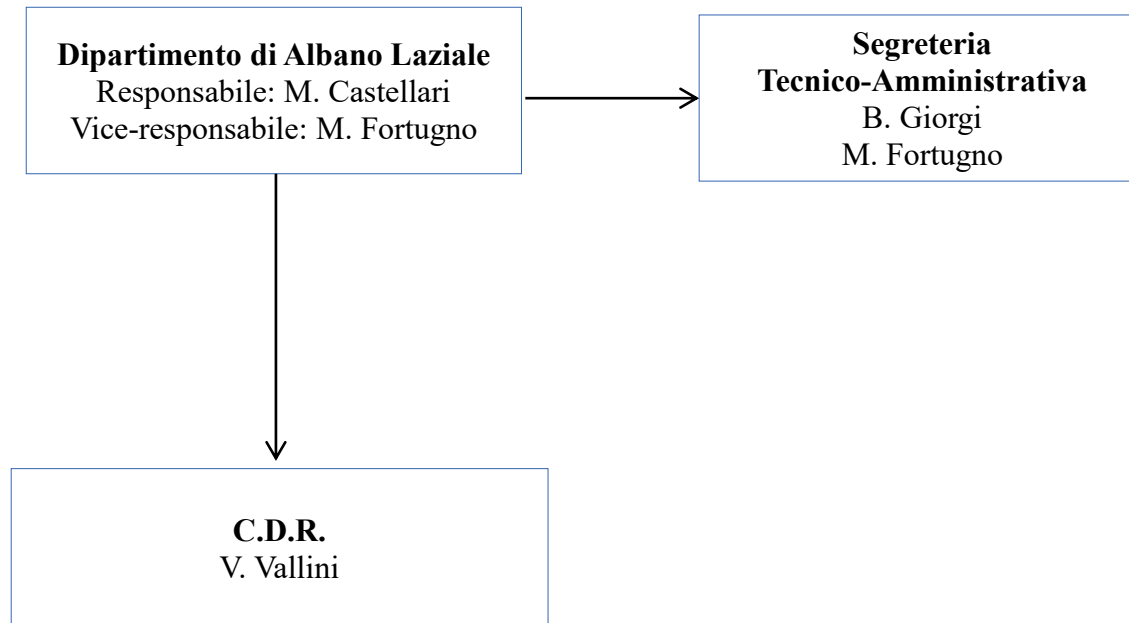 Dipartimento di Albano Laziale
Responsabile: M. Castellari
Vice-responsabile: M. Fortugno
Segreteria
Tecnico-Amministrativa
B. Giorgi
M. Fortugno
C.D.R.
V. Vallini